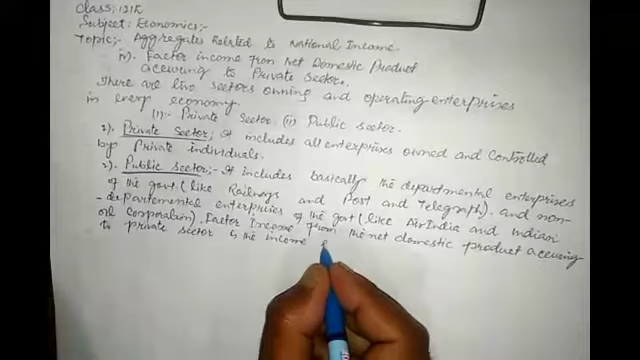 Class: 12th
Subject: Economics:-
Topic:- Aggregates Related to National Income.
iv). Factor income from Net Domestic Product
accuring to Private Sector.
There are two sectors owning and operating enterprises
in every economy.
(i):- Private Sector (ii) Public sector.
1). Private Sector; It includes all enterprises owned and controlled
by Private individuals.
2). Public Sector;- It includes basically the departmental enterprises
of the govt (like Railways and Post and Telegraph). and non-
- departemental enterprises of the govt (like AirIndia and Indian
oil Corporation). Factor Income from the net domestic product accuring
to private sector is the income